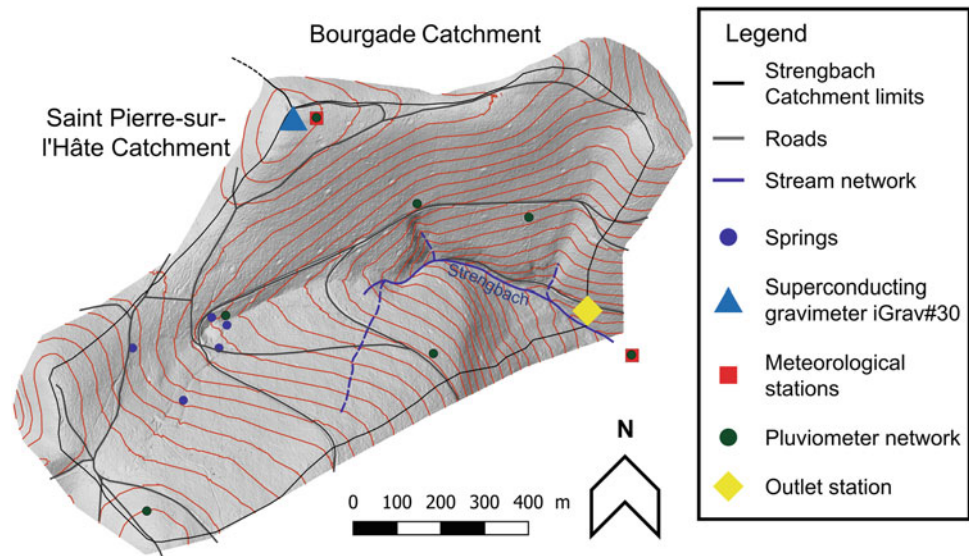 Bourgade Catchment
Saint Pierre-sur-
l'Hâte Catchment
Strengbach
N
0 100 200 300 400 m
Legend
Strengbach
Catchment limits
Roads
Stream network
Springs
Superconducting
gravimeter iGrav#30
Meteorological
stations
Pluviometer network
Outlet station